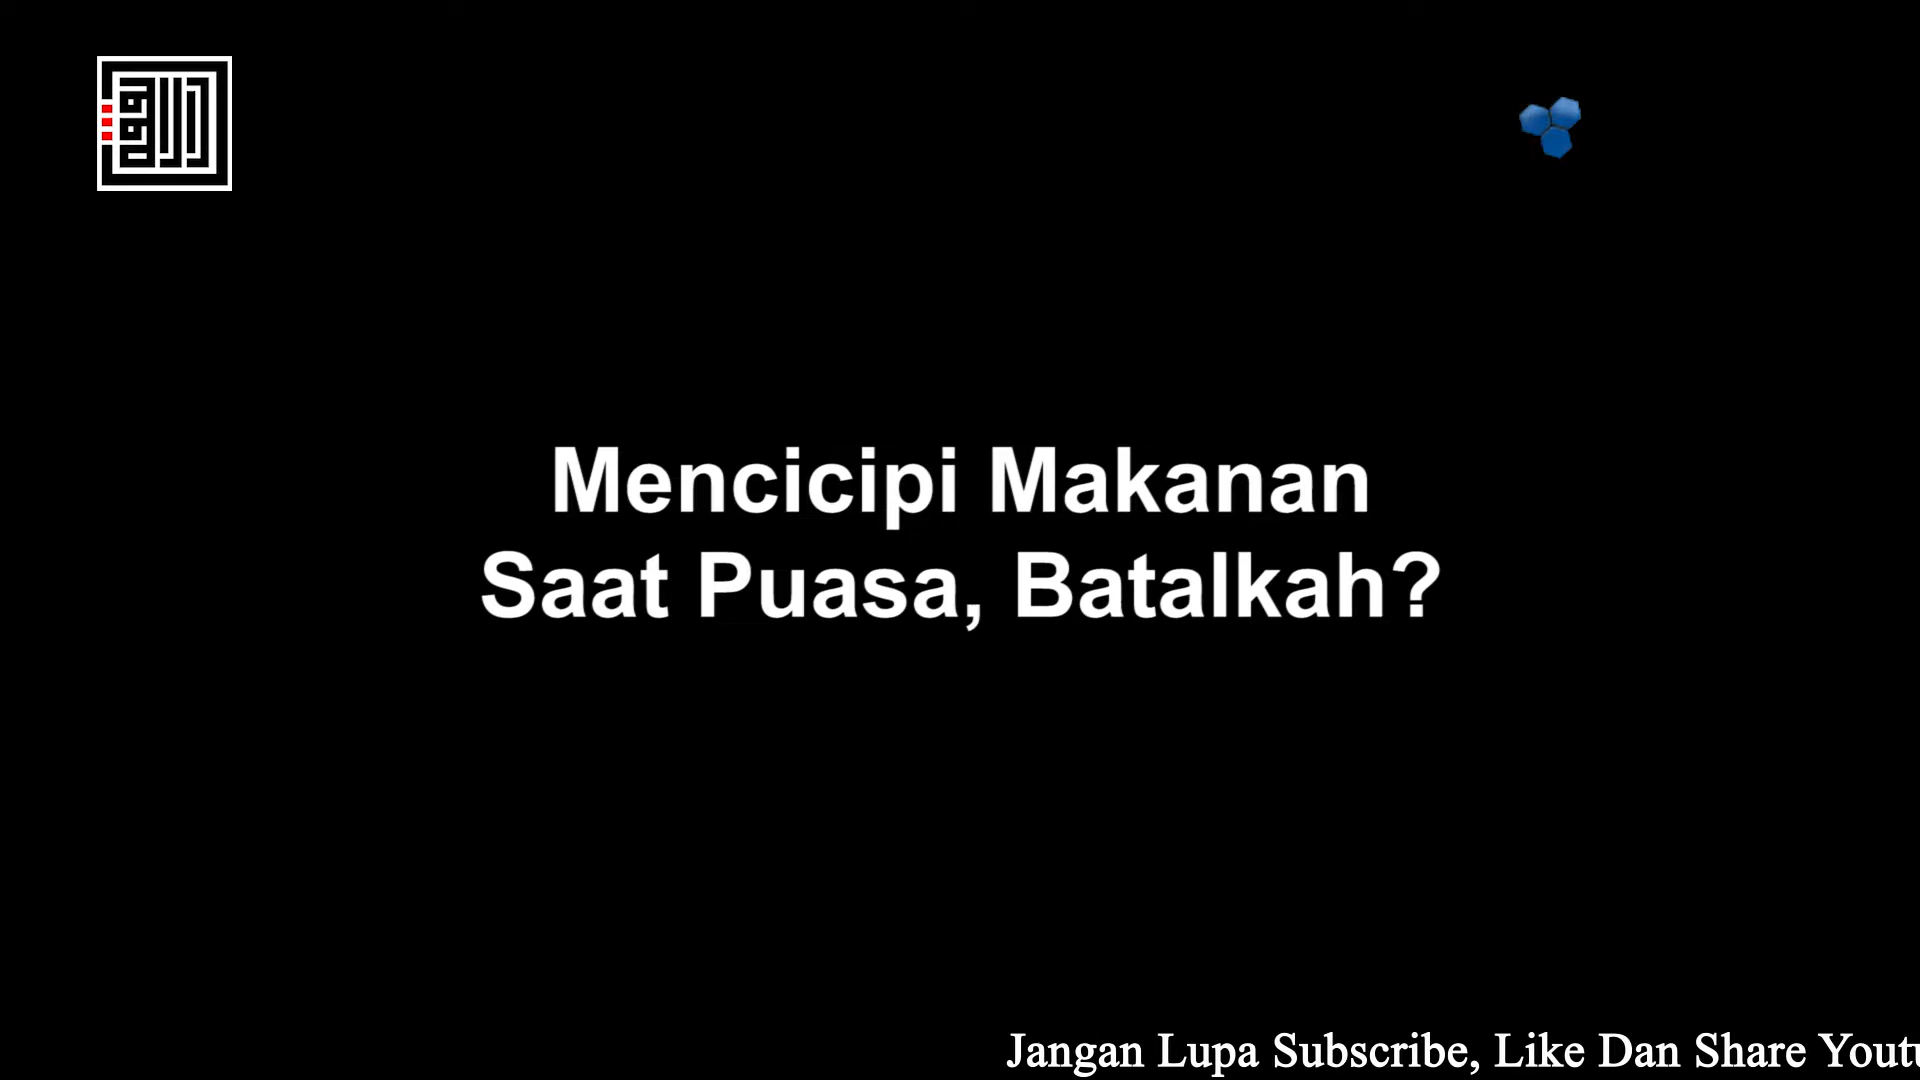 Mencicipi Makanan
Saat Puasa, Batalkah?
Jangan Lupa Subscribe, Like Dan Share